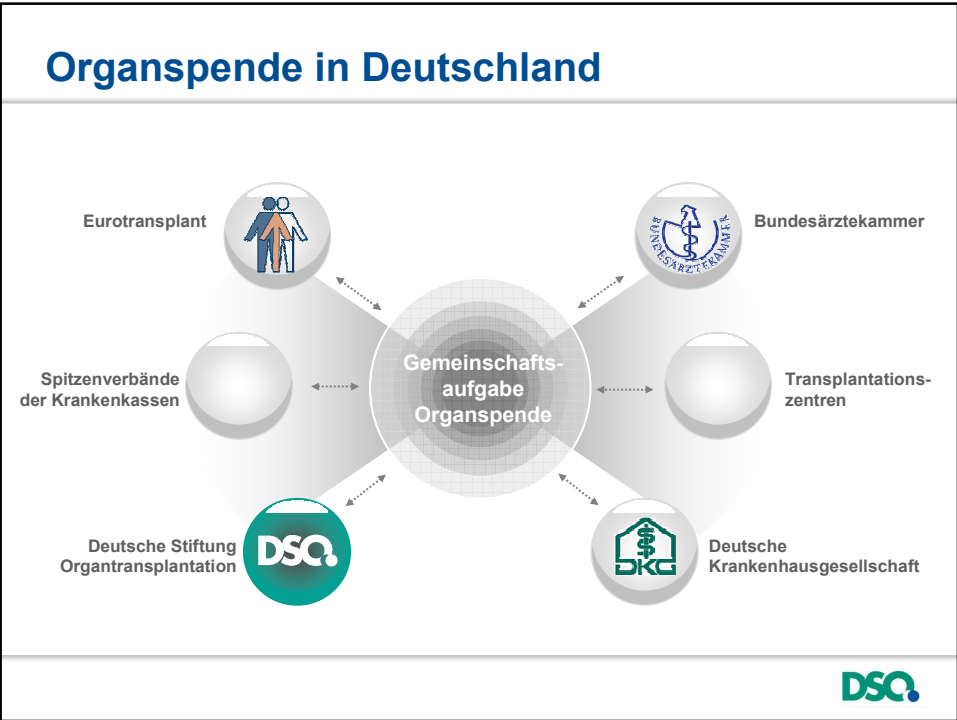 Organspende in Deutschland
Eurotransplant
BUNDESÄRZTEKAMMER
Bundesärztekammer
Spitzenverbände
der Krankenkassen
Gemeinschafts-
aufgabe
Organspende
Transplantations-
zentren
Deutsche Stiftung
Organtransplantation
DSO
DKG
Deutsche
Krankenhausgesellschaft
DSO